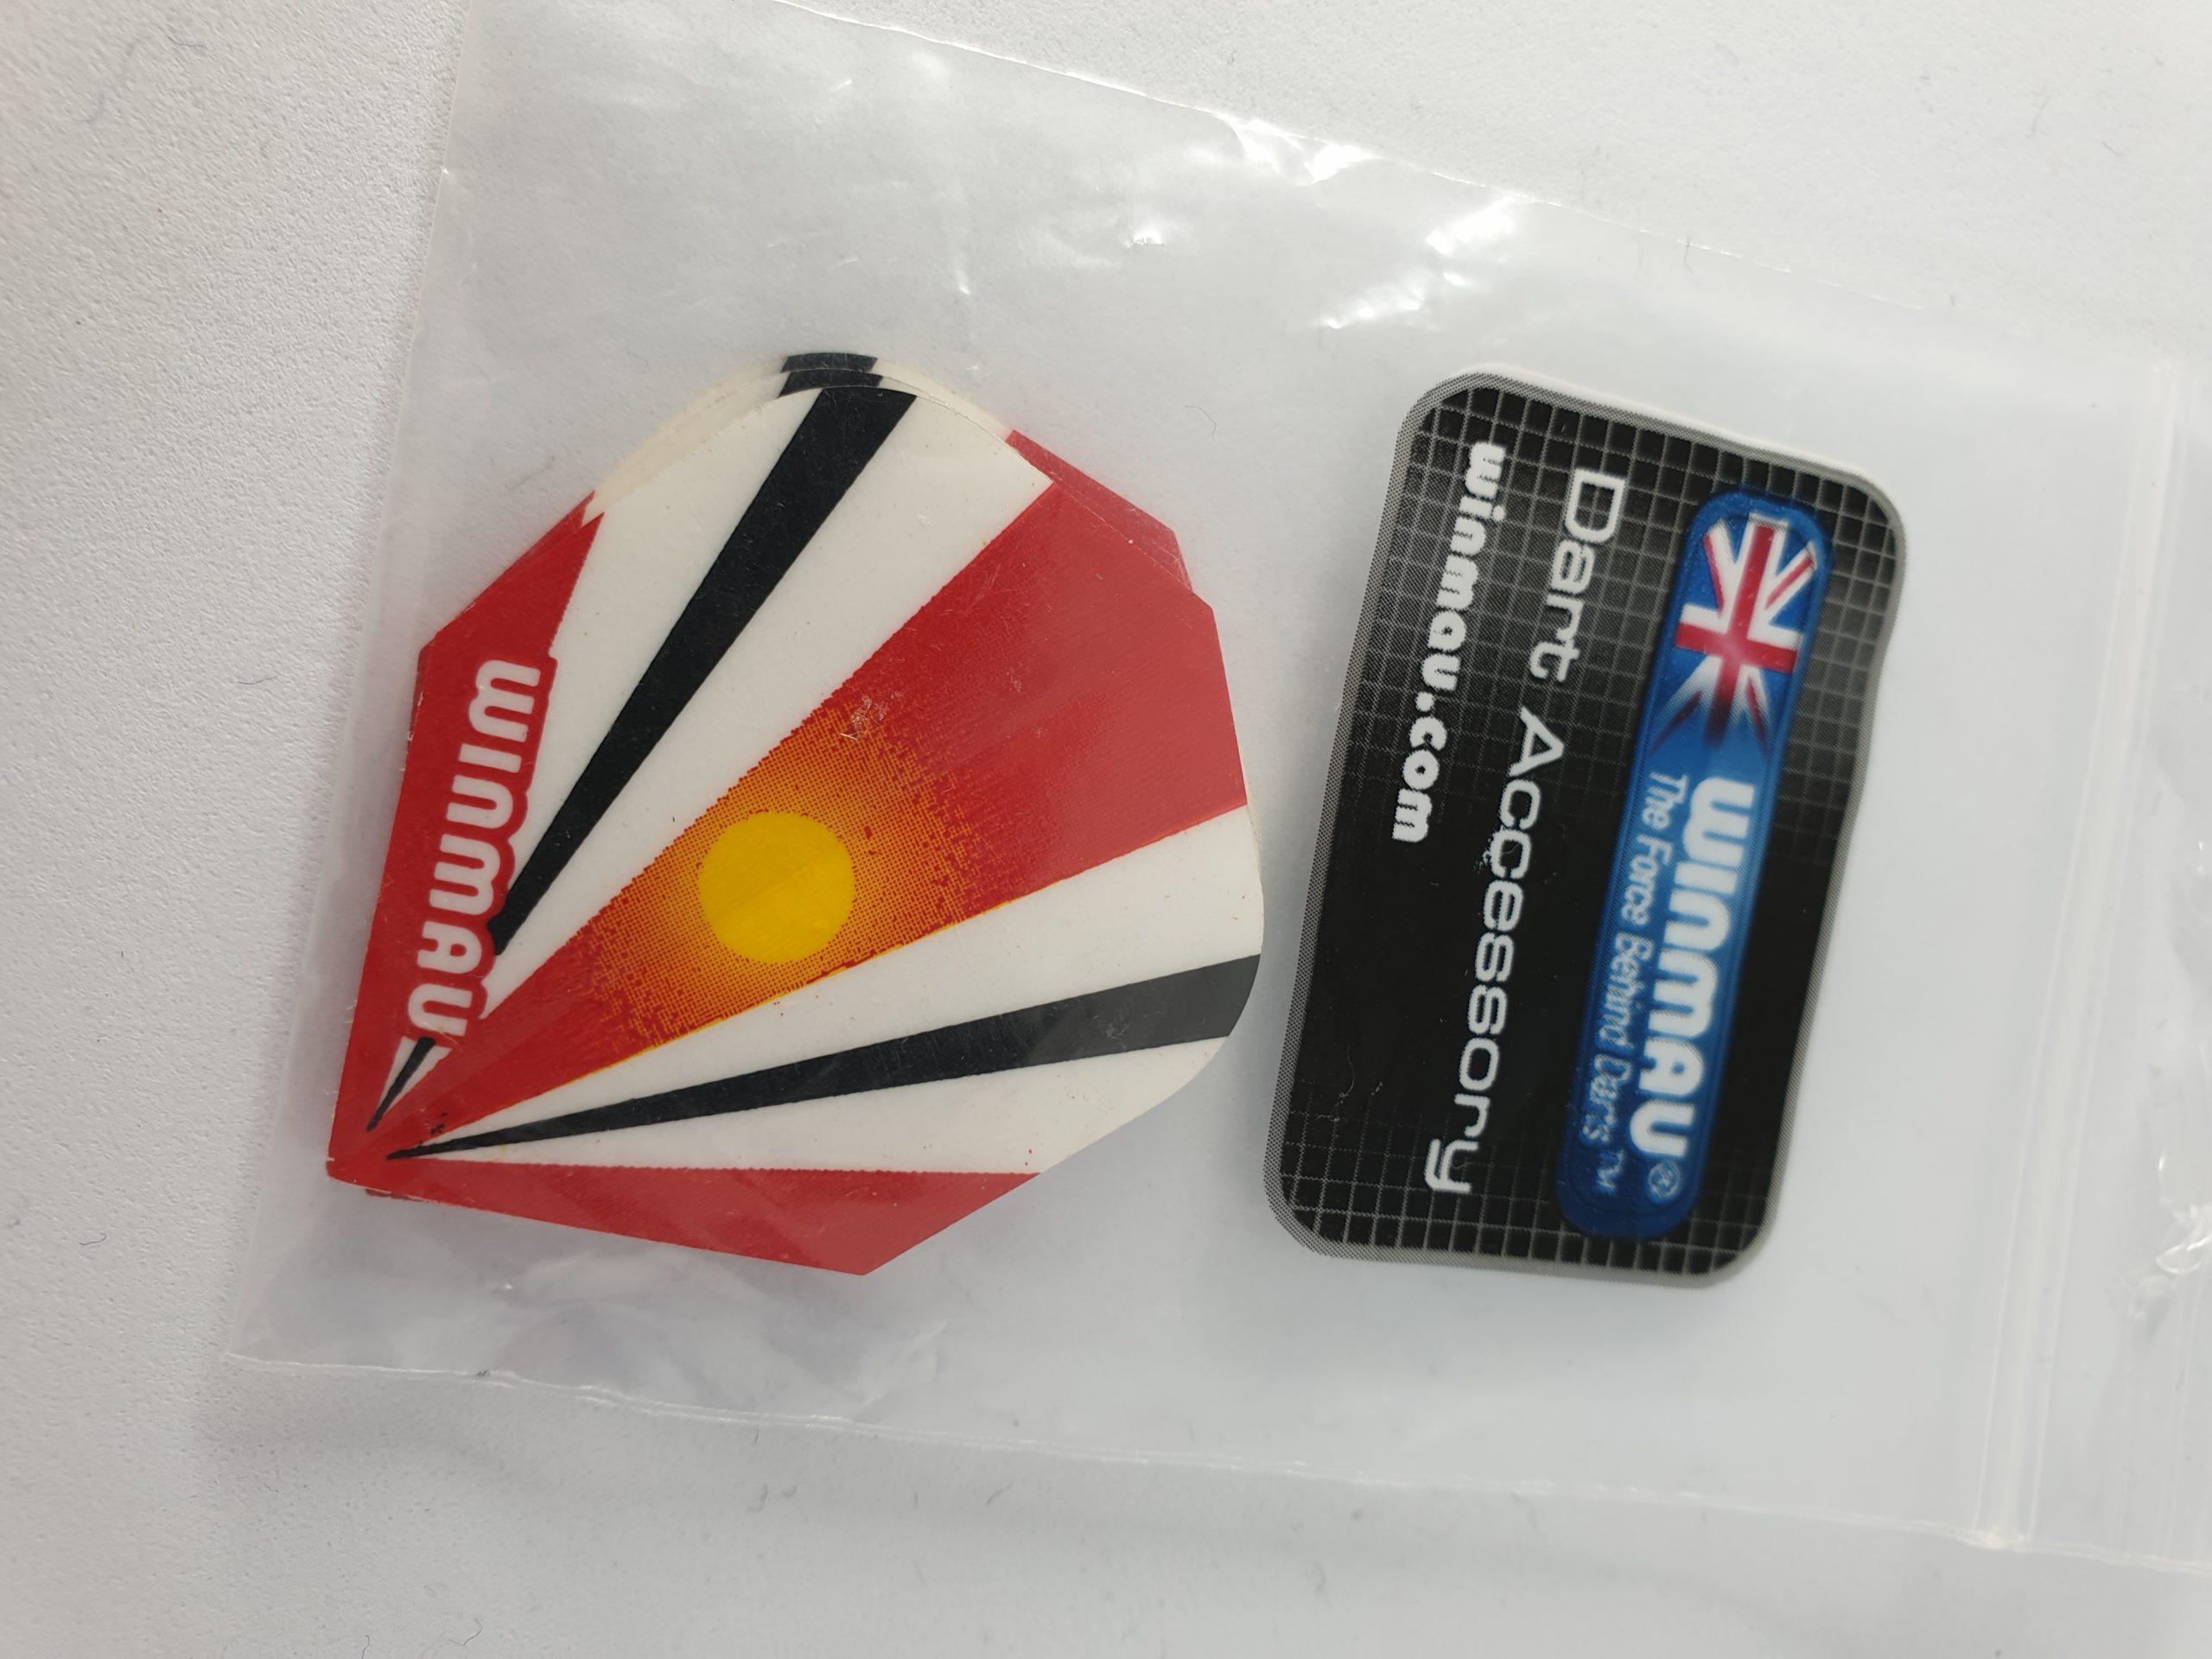 WINMAU
WINMAU®
The Force Behind Darts™
Dart Accessory
winmau.com